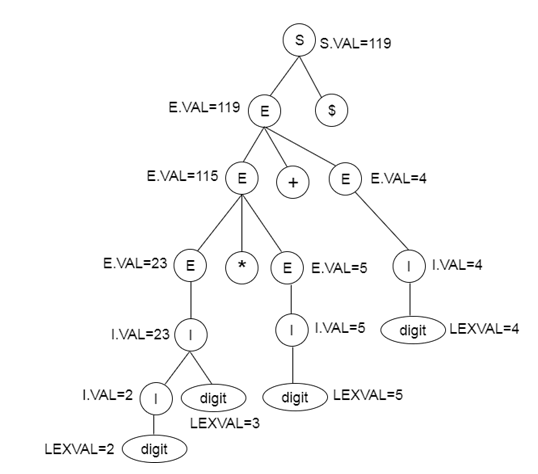 S S.VAL=119
E.VAL=119 E $
E.VAL=115 E + E E.VAL=4
E.VAL=23 E * E E.VAL=5 I I.VAL=4
I.VAL=23 I I I.VAL=5 digit LEXVAL=4
I.VAL=2 I digit digit LEXVAL=5
LEXVAL=3
LEXVAL=2 digit